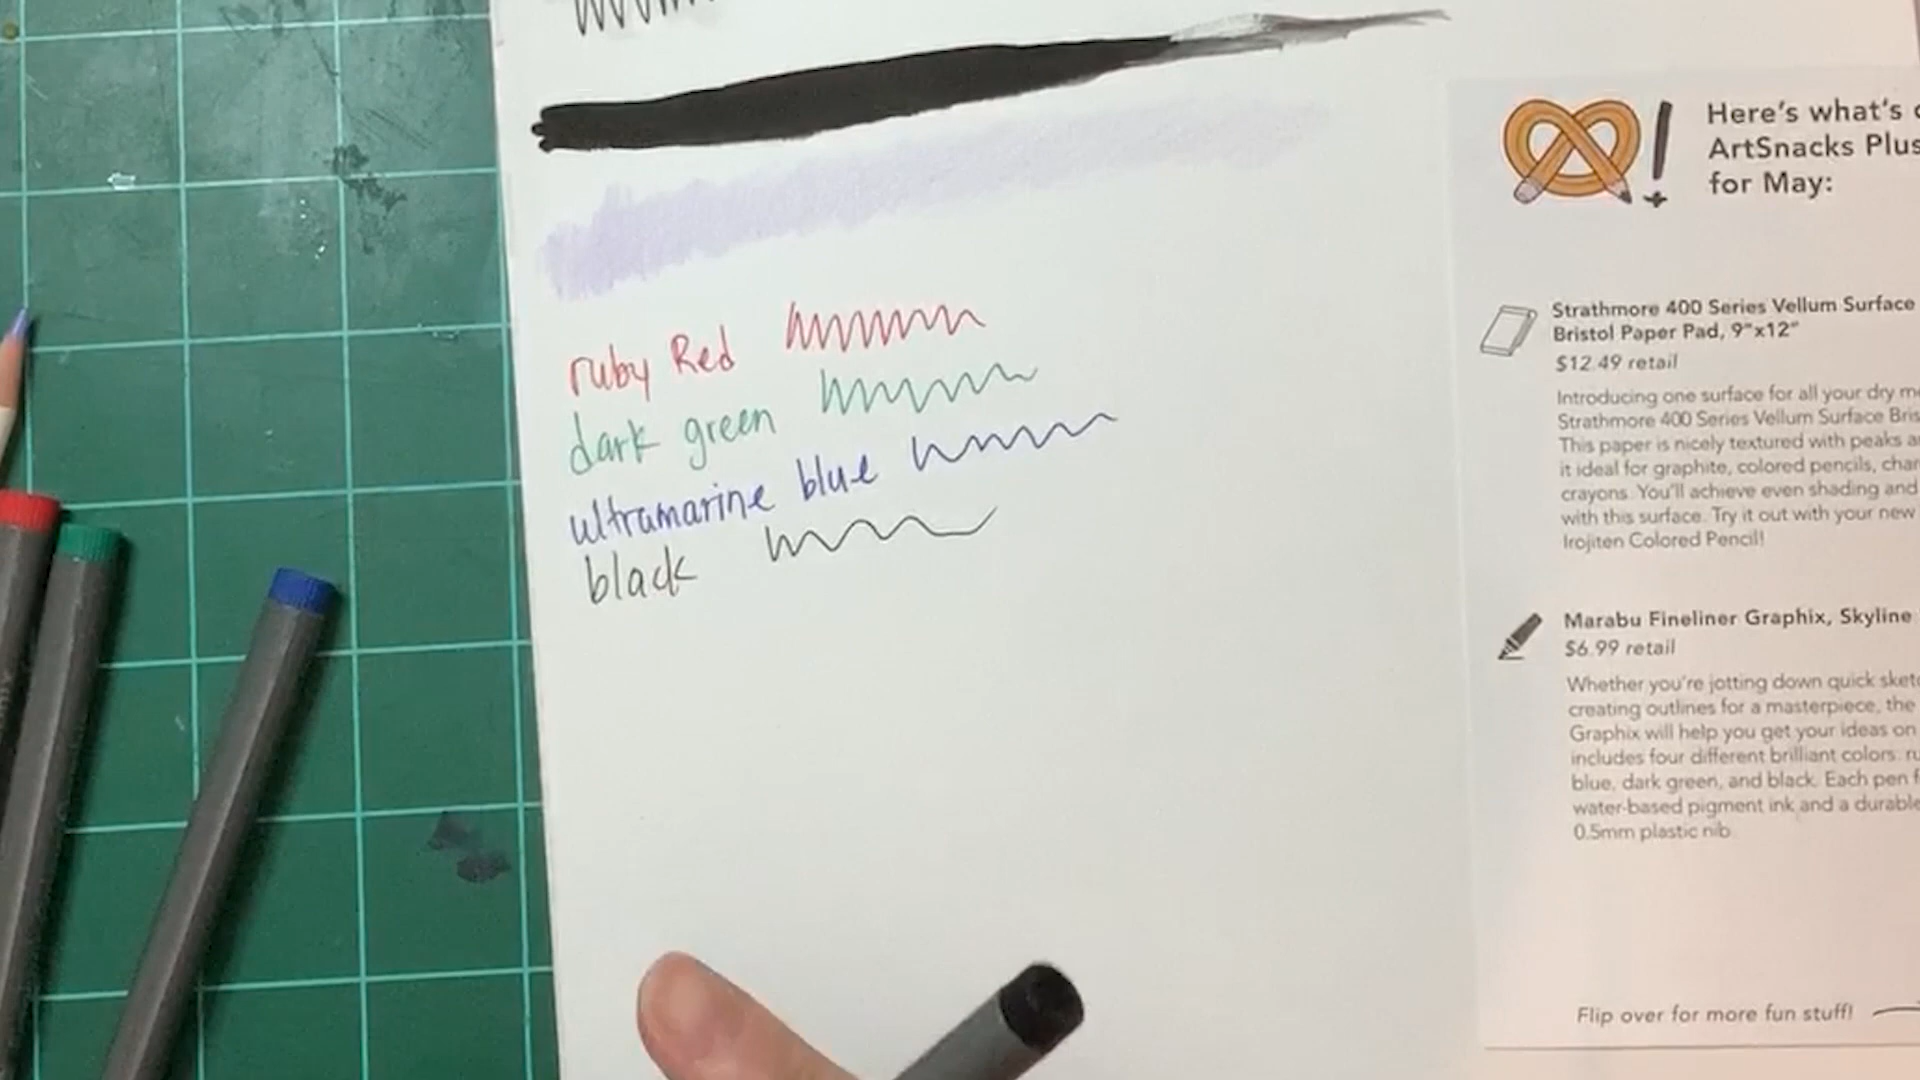 ruby Red
dark green
ultramarine blue
black
Here's what's
ArtSnacks Plus
for May:
Strathmore 400 Series Vellum Surface
Bristol Paper Pad, 9"x12"
$12.49 retail
Introducing one surface for all your dry
Strathmore 400 Series Vellum Surface
This paper is nicely textured with peaks
it ideal for graphite, colored pencils,
crayons. You'll achieve even shading and
with this surface. Try it out with your new
Irojiten Colored Pencil!
Marabu Fineliner Graphix, Skyline
$6.99 retail
Whether you're jotting down quick
creating outlines for a masterpiece, the
Graphix will help you get your ideas on
includes four different brilliant colors:
blue, dark green, and black. Each pen
water-based pigment ink and a durable
0.5mm plastic nib.
Flip over for more fun stuff!